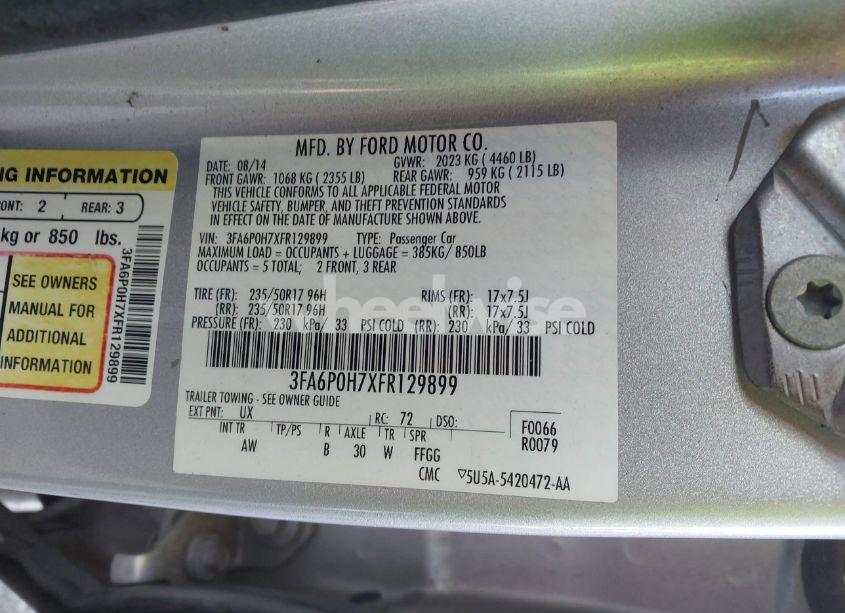 NG INFORMATION
ONT: 2 REAR: 3
kg or 850 lbs.
SEE OWNERS
MANUAL FOR
ADDITIONAL
INFORMATION
3FA6P0H7XFR129899
MFD. BY FORD MOTOR CO.
DATE: 08/14 GVWR: 2023 KG ( 4460 LB)
FRONT GAWR: 1068 KG ( 2355 LB) REAR GAWR: 959 KG ( 2115 LB)
THIS VEHICLE CONFORMS TO ALL APPLICABLE FEDERAL MOTOR
VEHICLE SAFETY, BUMPER, AND THEFT PREVENTION STANDARDS
IN EFFECT ON THE DATE OF MANUFACTURE SHOWN ABOVE.
VIN: 3FA6P0H7XFR129899 TYPE: Passenger Car
MAXIMUM LOAD = OCCUPANTS + LUGGAGE = 385KG/ 850LB
OCCUPANTS = 5 TOTAL; 2 FRONT, 3 REAR
TIRE (FR): 235/50R17 96H RIMS (FR): 17x7.5J
(RR): 235/50R17 96H (RR): 17x7.5J
PRESSURE (FR): 230 kPa/ 33 PSI COLD (RR): 230 kPa/ 33 PSI COLD
3FA6P0H7XFR129899
TRAILER TOWING - SEE OWNER GUIDE
EXT PNT: UX RC: 72 DSO:
F0066
R0079
INT TR TP/PS R AXLE TR SPR
AW B 30 W FFGG
CMC ▽5U5A-5420472-AA
wheelwise